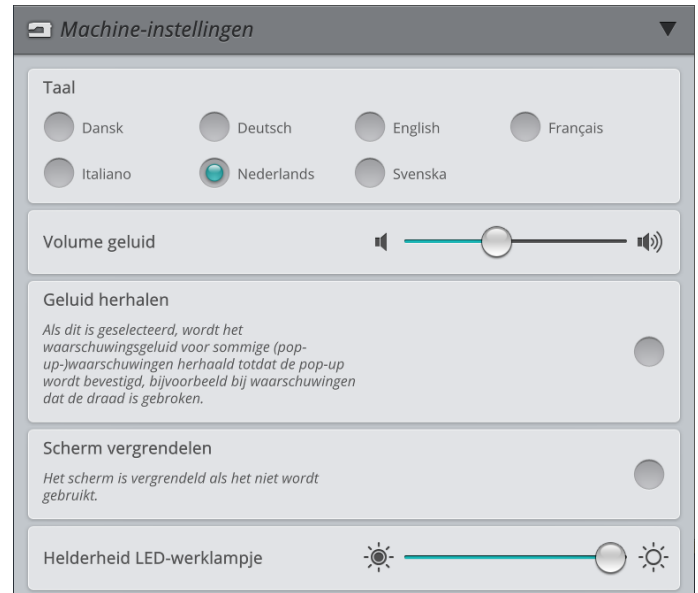 Machine-instellingen
Taal
Dansk Deutsch English Français
Italiano Nederlands Svenska
Volume geluid
Geluid herhalen
Als dit is geselecteerd, wordt het
waarschuwingsgeluid voor sommige (pop-
up-)waarschuwingen herhaald totdat de pop-up
wordt bevestigd, bijvoorbeeld bij waarschuwingen
dat de draad is gebroken.
Scherm vergrendelen
Het scherm is vergrendeld als het niet wordt
gebruikt.
Helderheid LED-werklampje